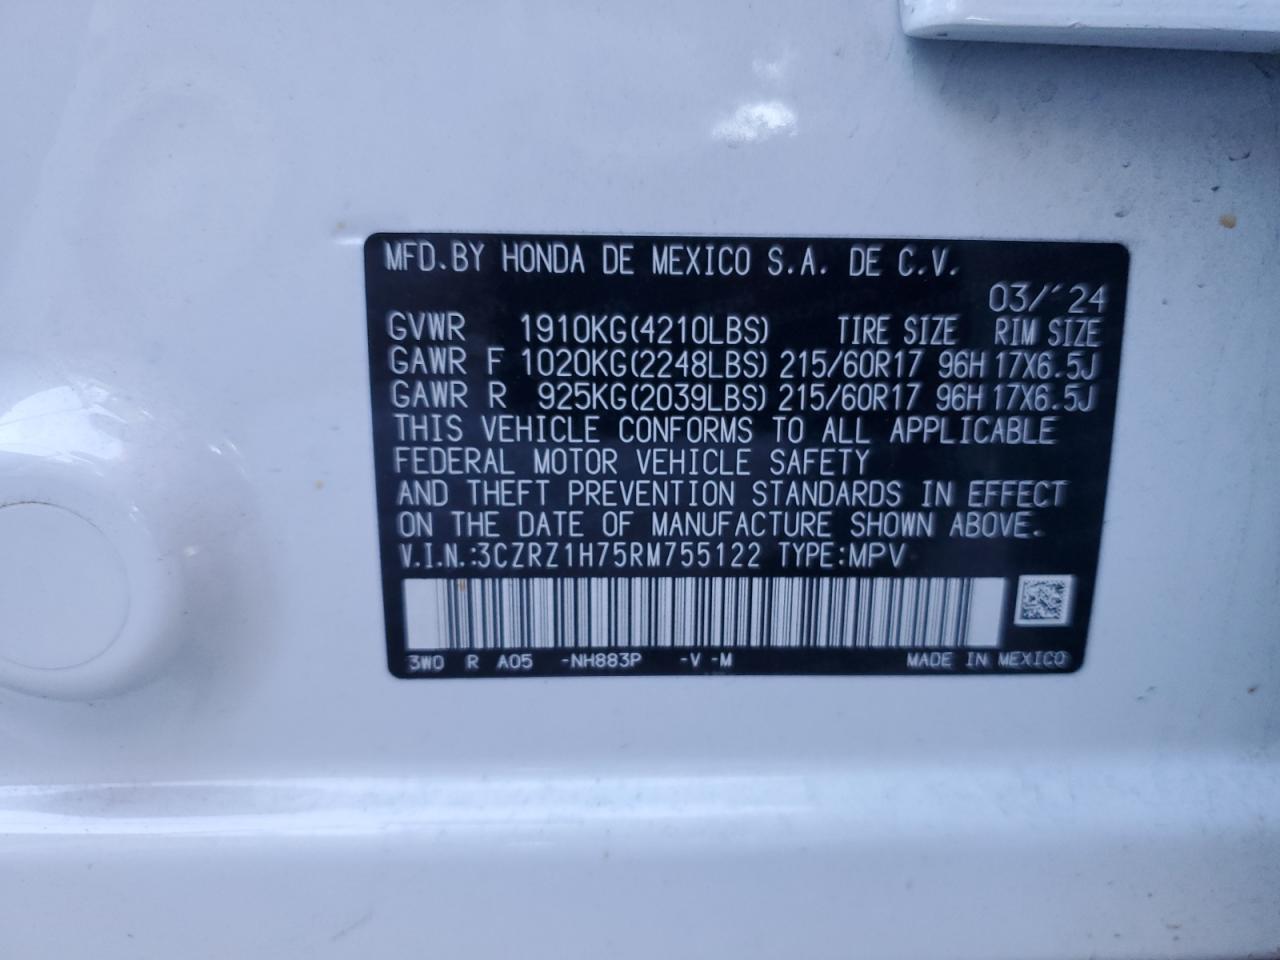 MFD.BY HONDA DE MEXICO S.A. DE C.V.
03/'24
GVWR 1910KG(4210LBS) TIRE SIZE RIM SIZE
GAWR F 1020KG(2248LBS) 215/60R17 96H 17X6.5J
GAWR R 925KG(2039LBS) 215/60R17 96H 17X6.5J
THIS VEHICLE CONFORMS TO ALL APPLICABLE
FEDERAL MOTOR VEHICLE SAFETY
AND THEFT PREVENTION STANDARDS IN EFFECT
ON THE DATE OF MANUFACTURE SHOWN ABOVE.
V.I.N.:3CZRZ1H75RM755122 TYPE:MPV
3W0 R A05 -NH883P -V -M MADE IN MEXICO